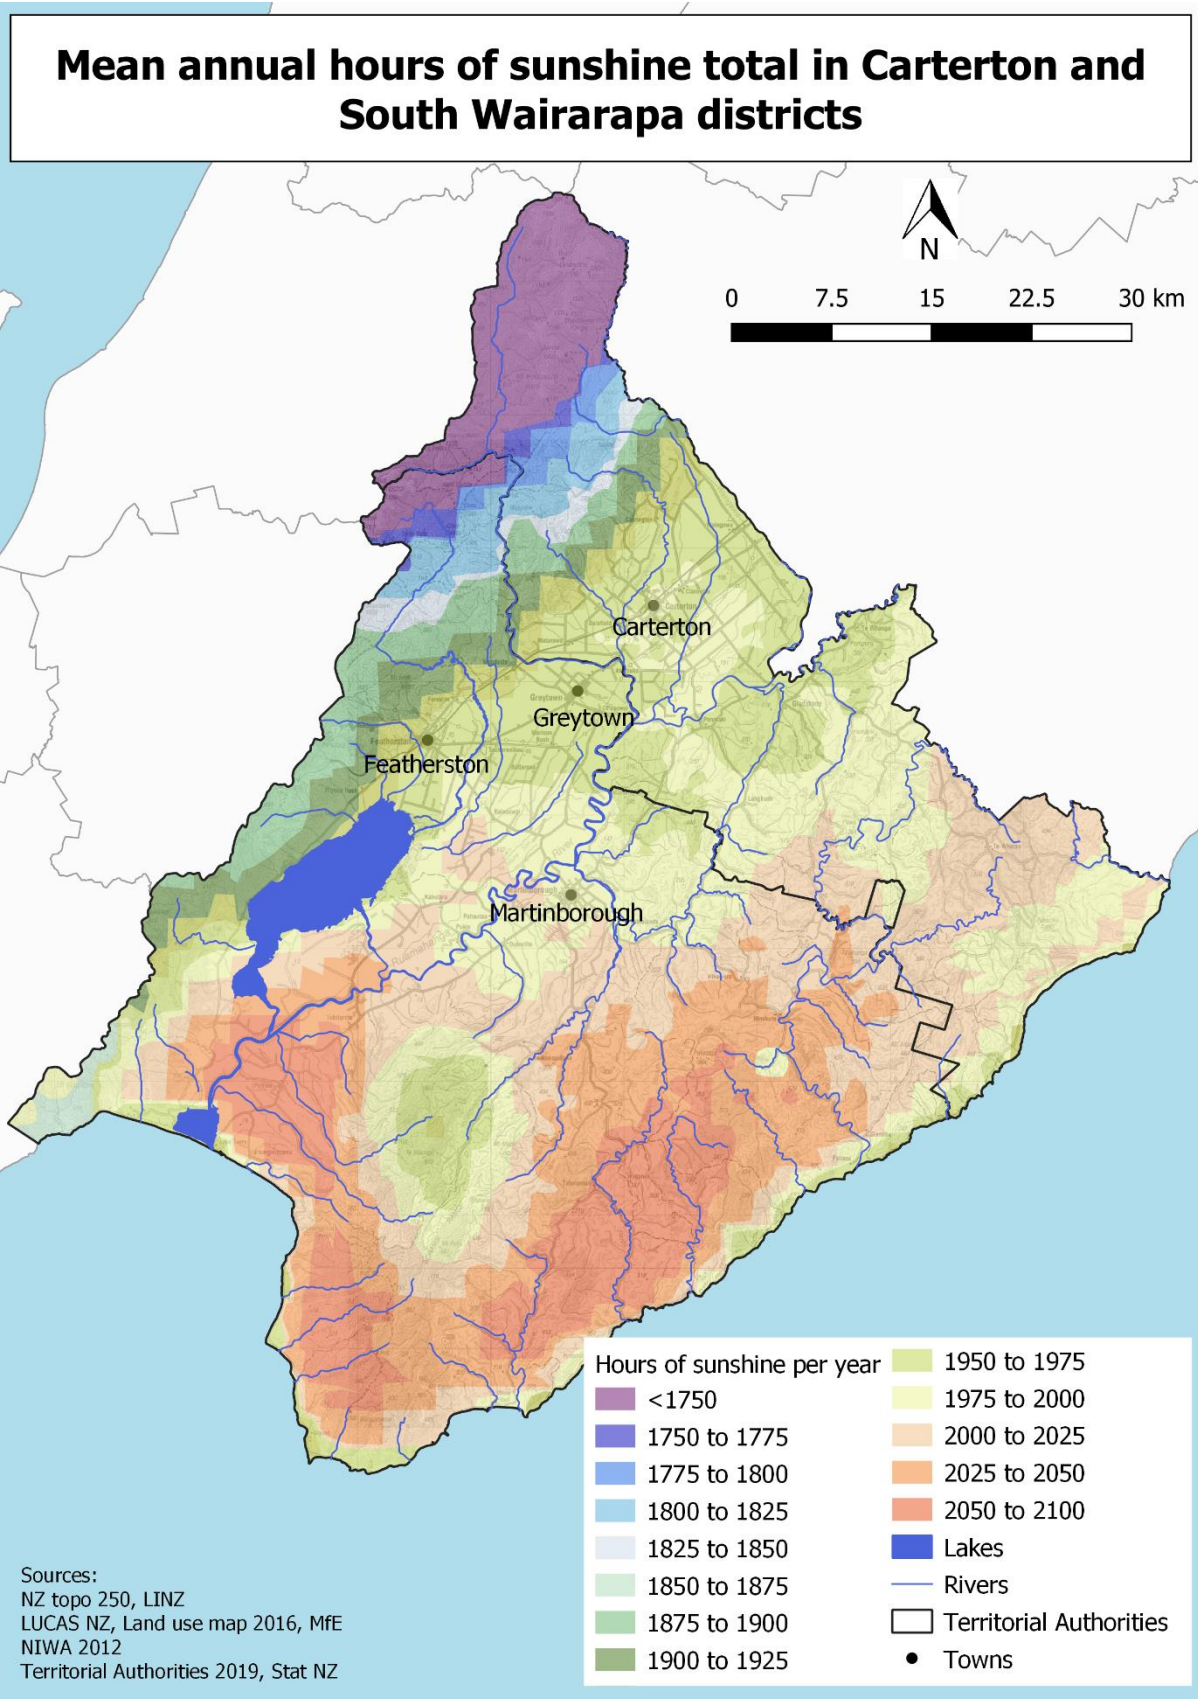 Mean annual hours of sunshine total in Carterton and
South Wairarapa districts
N
0 7.5 15 22.5 30 km
Carterton
Greytown
Featherston
Martinborough
Hours of sunshine per year
<1750
1750 to 1775
1775 to 1800
1800 to 1825
1825 to 1850
1850 to 1875
1875 to 1900
1900 to 1925
1950 to 1975
1975 to 2000
2000 to 2025
2025 to 2050
2050 to 2100
Lakes
Rivers
Territorial Authorities
Towns
Sources:
NZ topo 250, LINZ
LUCAS NZ, Land use map 2016, MfE
NIWA 2012
Territorial Authorities 2019, Stat NZ